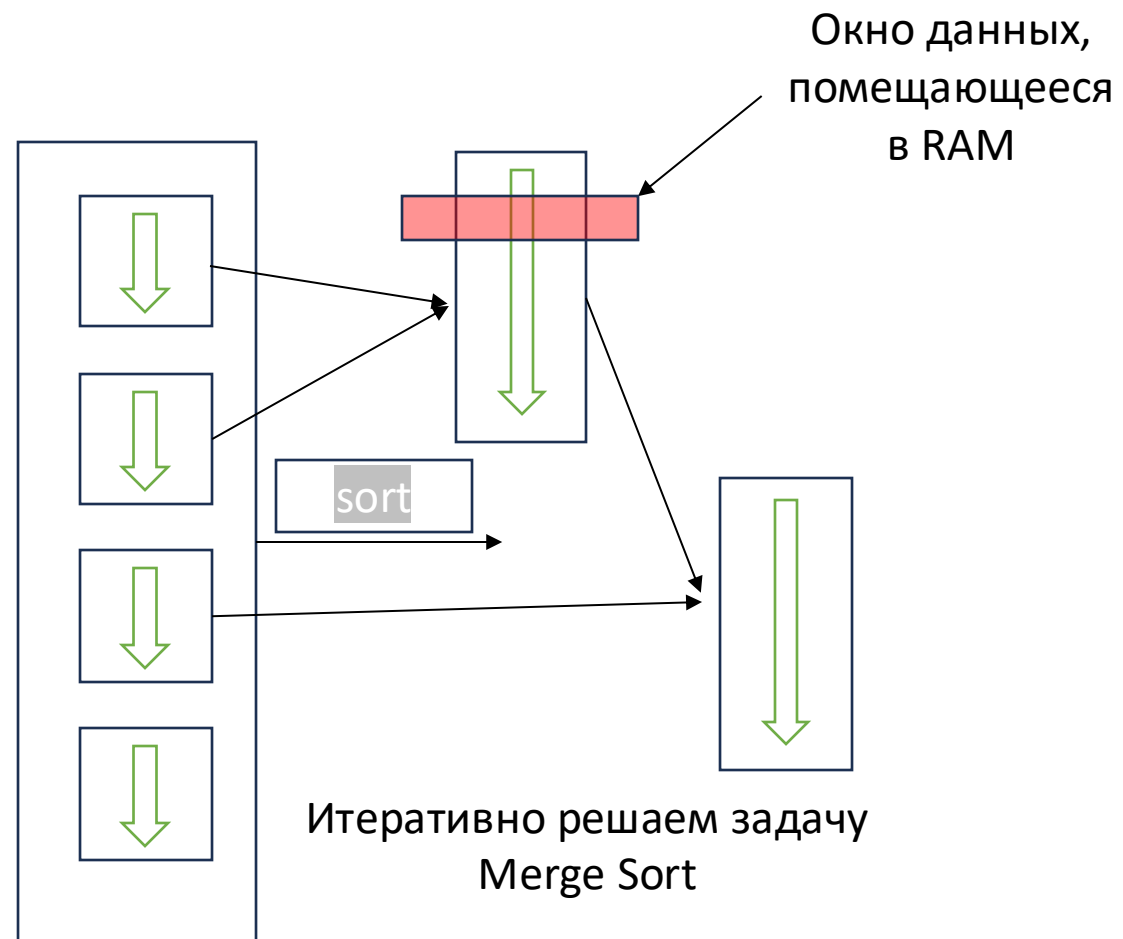 Окно данных,
помещающееся
в RAM
sort
Итеративно решаем задачу
Merge Sort